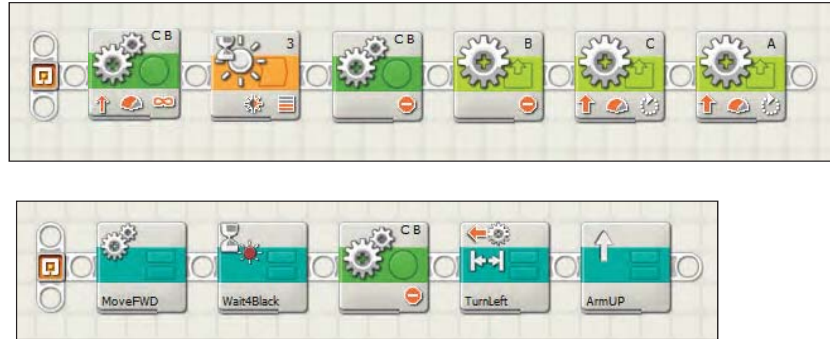 C B
3
C B
B
C
A
MoveFWD
Wait4Black
C B
TurnLeft
ArmUP